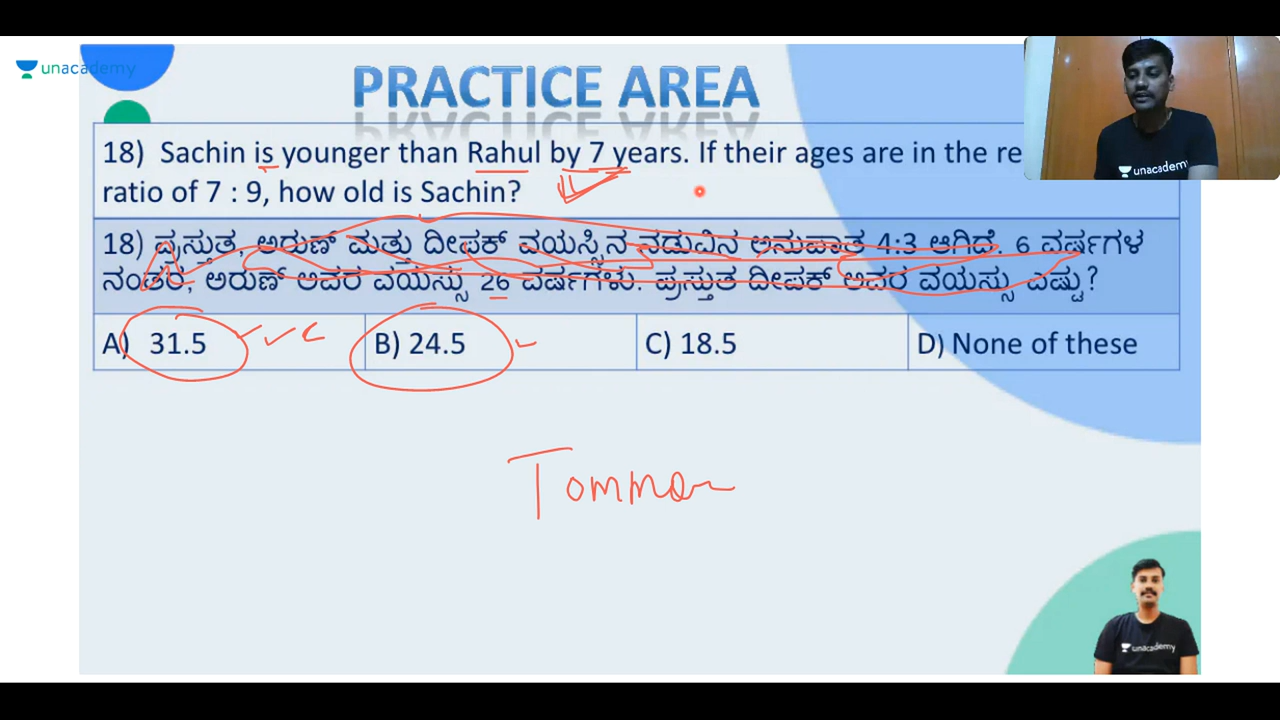 unacademy
PRACTICE AREA
18) Sachin is younger than Rahul by 7 years. If their ages are in the re
ratio of 7 : 9, how old is Sachin?
18) ಪ್ರಸ್ತುತ, ಅರುಣ್ ಮತ್ತು ದೀಪಕ್ ವಯಸ್ಸಿನ ನಡುವಿನ ಅನುಪಾತ 4:3 ಆಗಿದೆ. 6 ವರ್ಷಗಳ
ನಂತರ, ಅರುಣ್ ಅವರ ವಯಸ್ಸು 26 ವರ್ಷಗಳು. ಪ್ರಸ್ತುತ ದೀಪಕ್ ಅವರ ವಯಸ್ಸು ಎಷ್ಟು?
A) 31.5 B) 24.5 C) 18.5 D) None of these
unacademy
unacademy